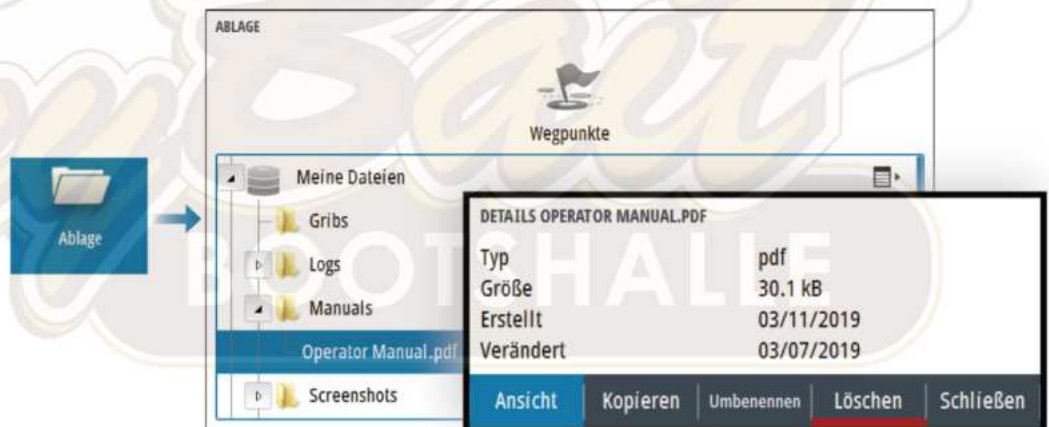 ABLAGE
Wegpunkte
Ablage
Meine Dateien
Gribs
Logs
Manuals
Operator Manual.pdf
Screenshots
DETAILS OPERATOR MANUAL.PDF
Typ pdf
Größe 30.1 kB
Erstellt 03/11/2019
Verändert 03/07/2019
Ansicht Kopieren Umbenennen Löschen Schließen
BOOTSHALLE